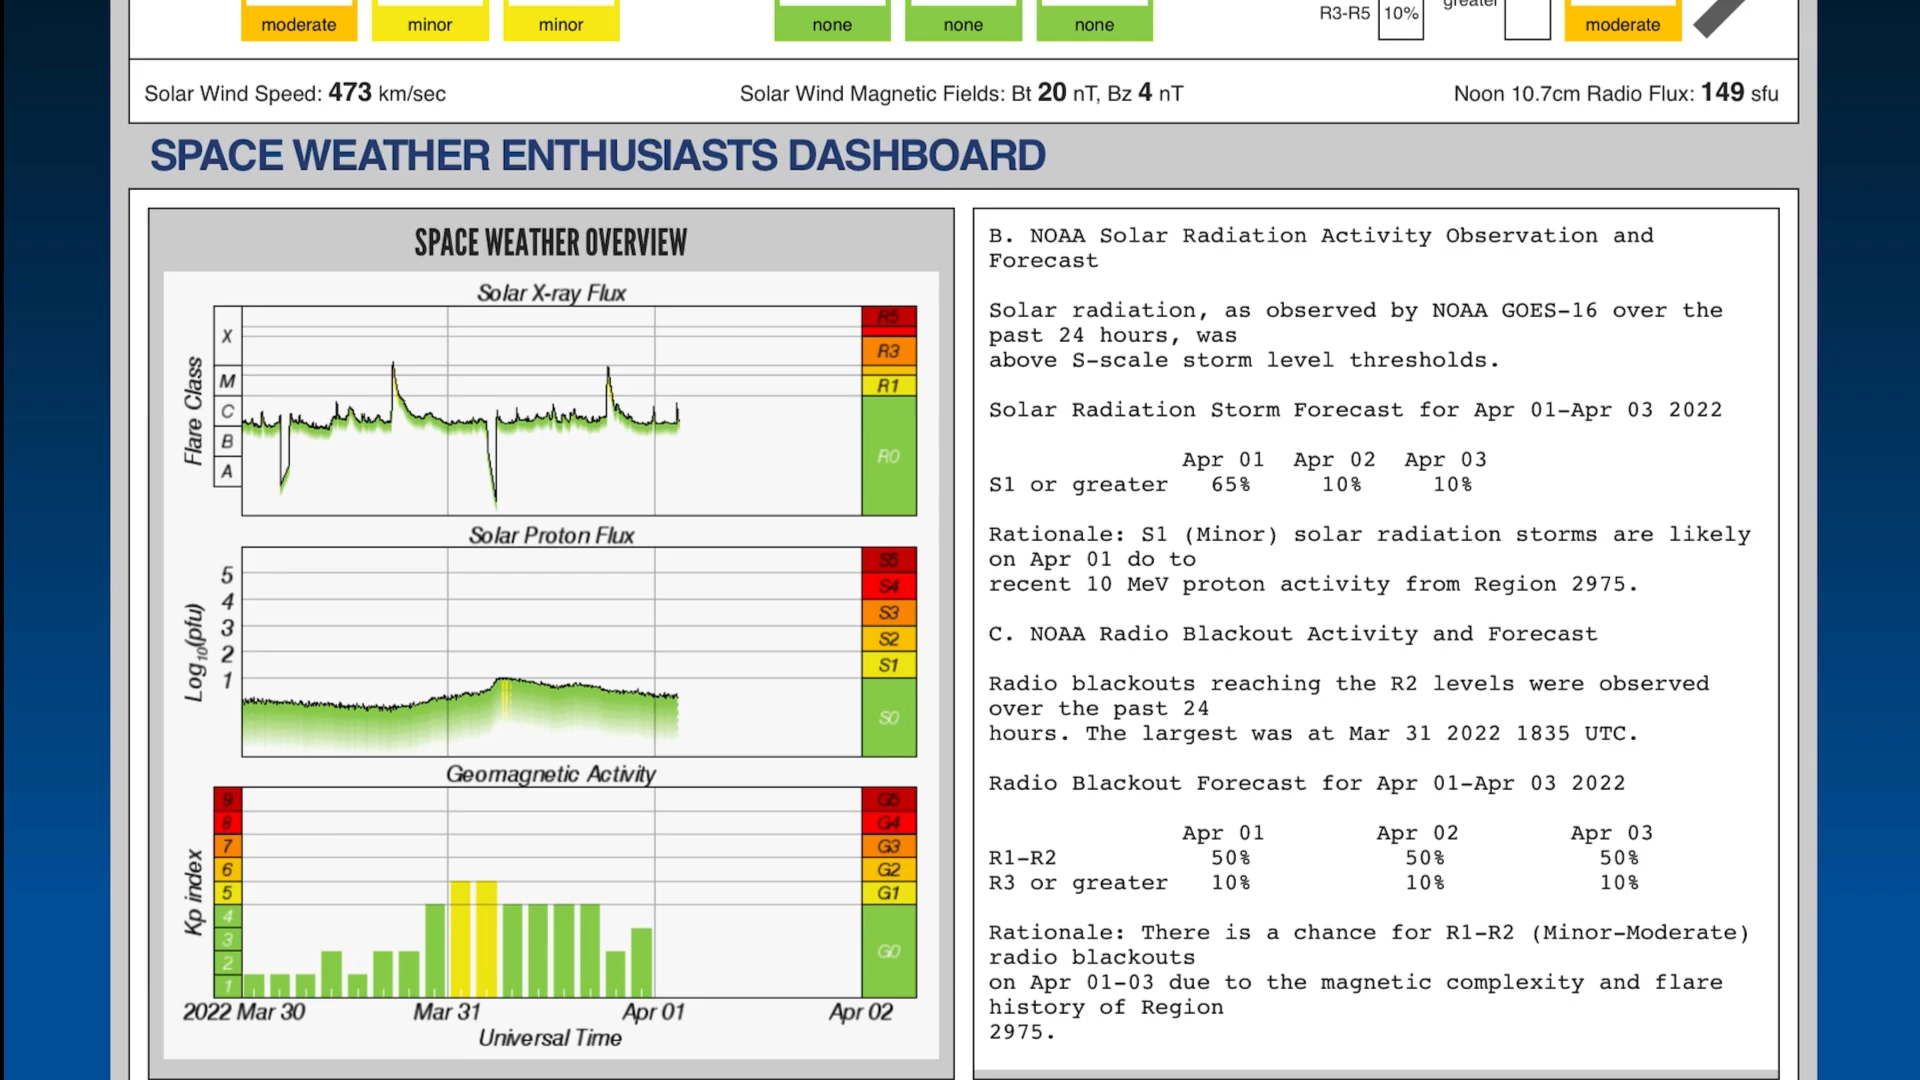 moderate
minor
minor
none
none
none
R3-R5 10%
greater
moderate
Solar Wind Speed: 473 km/sec
Solar Wind Magnetic Fields: Bt 20 nT, Bz 4 nT
Noon 10.7cm Radio Flux: 149 sfu
SPACE WEATHER ENTHUSIASTS DASHBOARD
SPACE WEATHER OVERVIEW
Solar X-ray Flux
Flare Class
X
M
C
B
A
R5
R3
R1
R0
Solar Proton Flux
Log10(pfu)
5
4
3
2
1
S5
S4
S3
S2
S1
S0
Geomagnetic Activity
Kp index
9
8
7
6
5
4
3
2
1
G5
G4
G3
G2
G1
G0
2022 Mar 30
Mar 31
Apr 01
Apr 02
Universal Time
B. NOAA Solar Radiation Activity Observation and
Forecast
Solar radiation, as observed by NOAA GOES-16 over the
past 24 hours, was
above S-scale storm level thresholds.
Solar Radiation Storm Forecast for Apr 01-Apr 03 2022
Apr 01 Apr 02 Apr 03
S1 or greater 65% 10% 10%
Rationale: S1 (Minor) solar radiation storms are likely
on Apr 01 do to
recent 10 MeV proton activity from Region 2975.
C. NOAA Radio Blackout Activity and Forecast
Radio blackouts reaching the R2 levels were observed
over the past 24
hours. The largest was at Mar 31 2022 1835 UTC.
Radio Blackout Forecast for Apr 01-Apr 03 2022
Apr 01 Apr 02 Apr 03
R1-R2 50% 50% 50%
R3 or greater 10% 10% 10%
Rationale: There is a chance for R1-R2 (Minor-Moderate)
radio blackouts
on Apr 01-03 due to the magnetic complexity and flare
history of Region
2975.